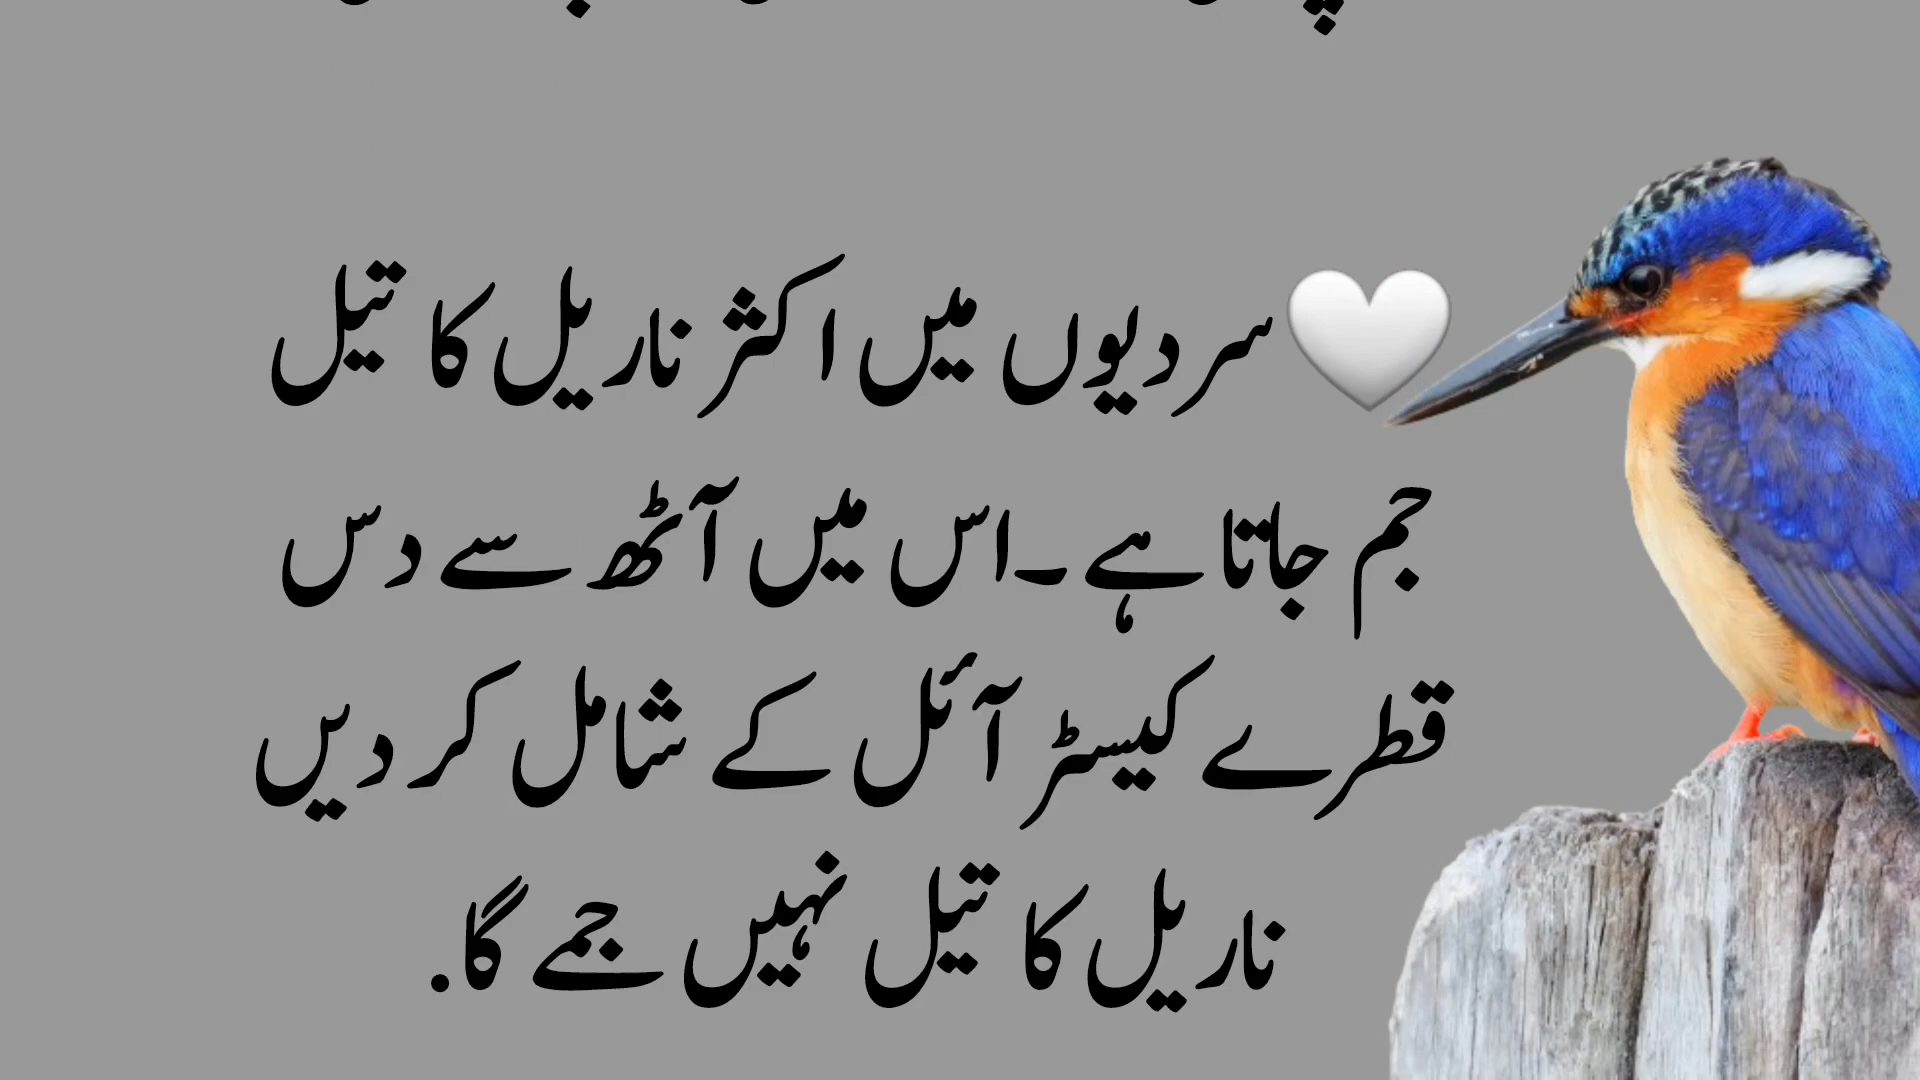 🤍سردیوں میں اکثر ناریل کا تیل
جم جاتا ہے ۔اس میں آٹھ سے دس
قطرے کیسٹر آئل کے شامل کر دیں
ناریل کا تیل نہیں جمے گا.